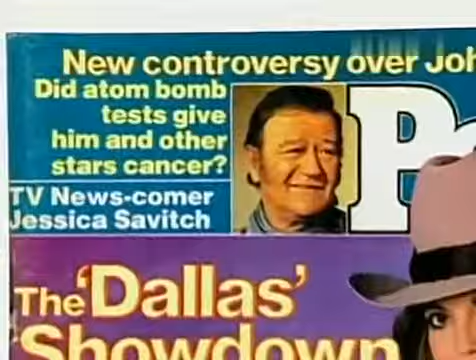 New controversy over Joh
Did atom bomb
tests give
him and other
stars cancer?
P
TV News-comer
Jessica Savitch
The 'Dallas'
Showdown